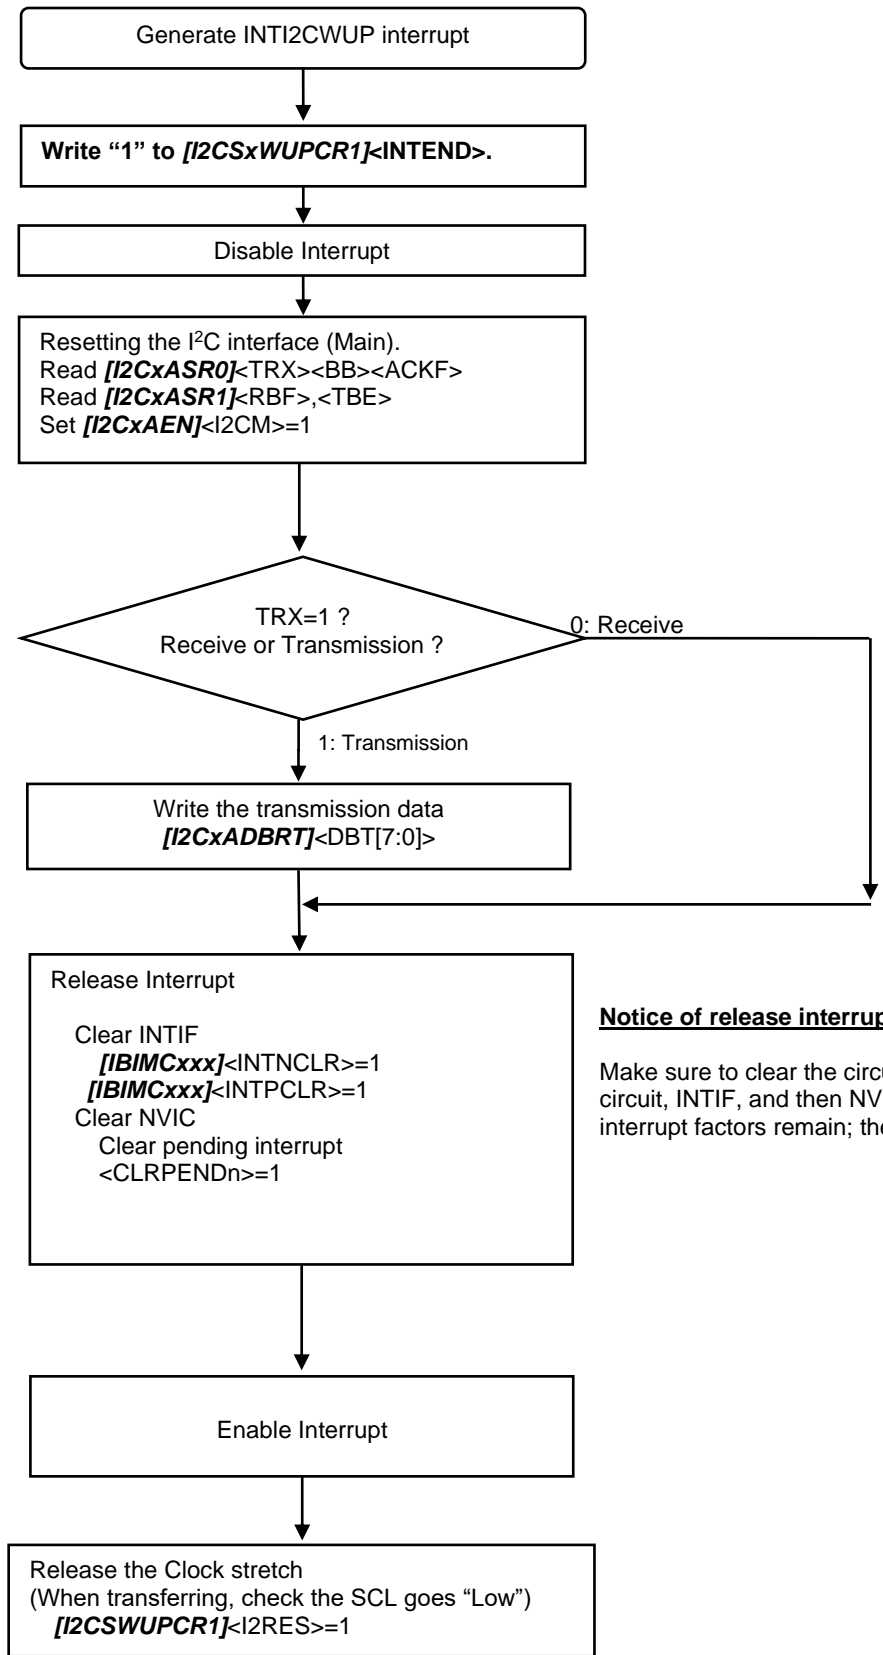 Generate INTI2CWUP interrupt
Write “1” to [I2CSxWUPCR1]<INTEND>.
Disable Interrupt
Resetting the I2C interface (Main).
Read [I2CxASR0]<TRX><BB><ACKF>
Read [I2CxASR1]<RBF>,<TBE>
Set [I2CxAEN]<I2CM>=1
TRX=1 ?
Receive or Transmission ?
0: Receive
1: Transmission
Write the transmission data
[I2CxADBRT]<DBT[7:0]>
Release Interrupt
Clear INTIF
[IBIMCxxx]<INTNCLR>=1
[IBIMCxxx]<INTPCLR>=1
Clear NVIC
Clear pending interrupt
<CLRPENDn>=1
Notice of release
Make sure to clear the
circuit, INTIF, and then
interrupt factors remain;
Enable Interrupt
Release the Clock stretch
(When transferring, check the SCL goes “Low”)
[I2CSWUPCR1]<I2RES>=1